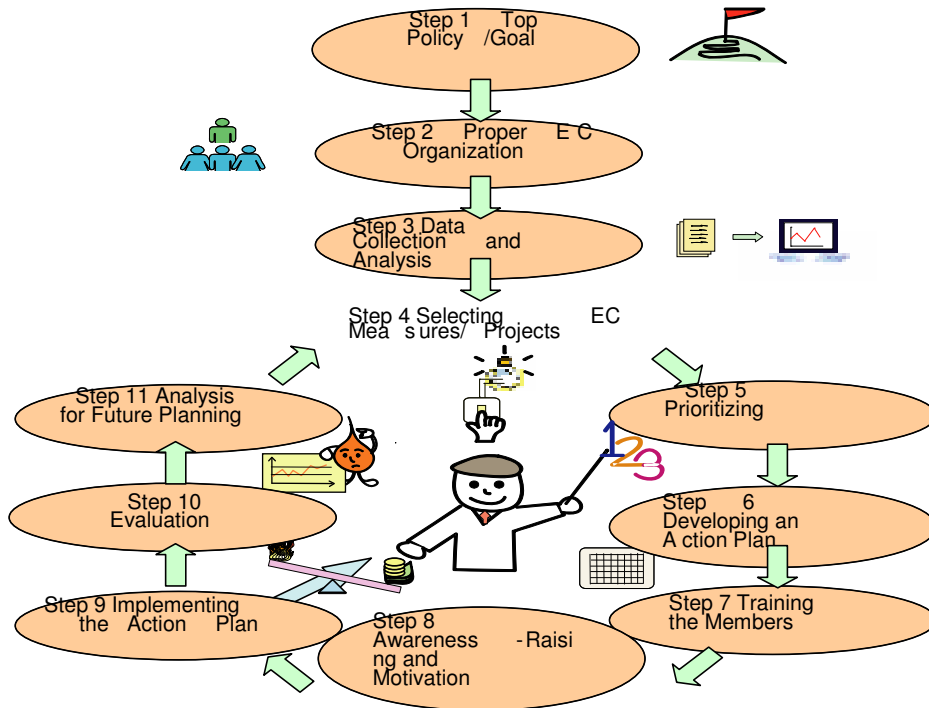 Step 1 Top
Policy /Goal
Step 2 Proper E C
Organization
Step 3 Data
Collection and
Analysis
Step 4 Selecting EC
Mea s ures/ Projects
Step 5
Prioritizing
Step 6
Developing an
A ction Plan
Step 7 Training
the Members
Step 8
Awareness -Raisi
ng and
Motivation
Step 9 Implementing
the Action Plan
Step 10
Evaluation
Step 11 Analysis
for Future Planning
123